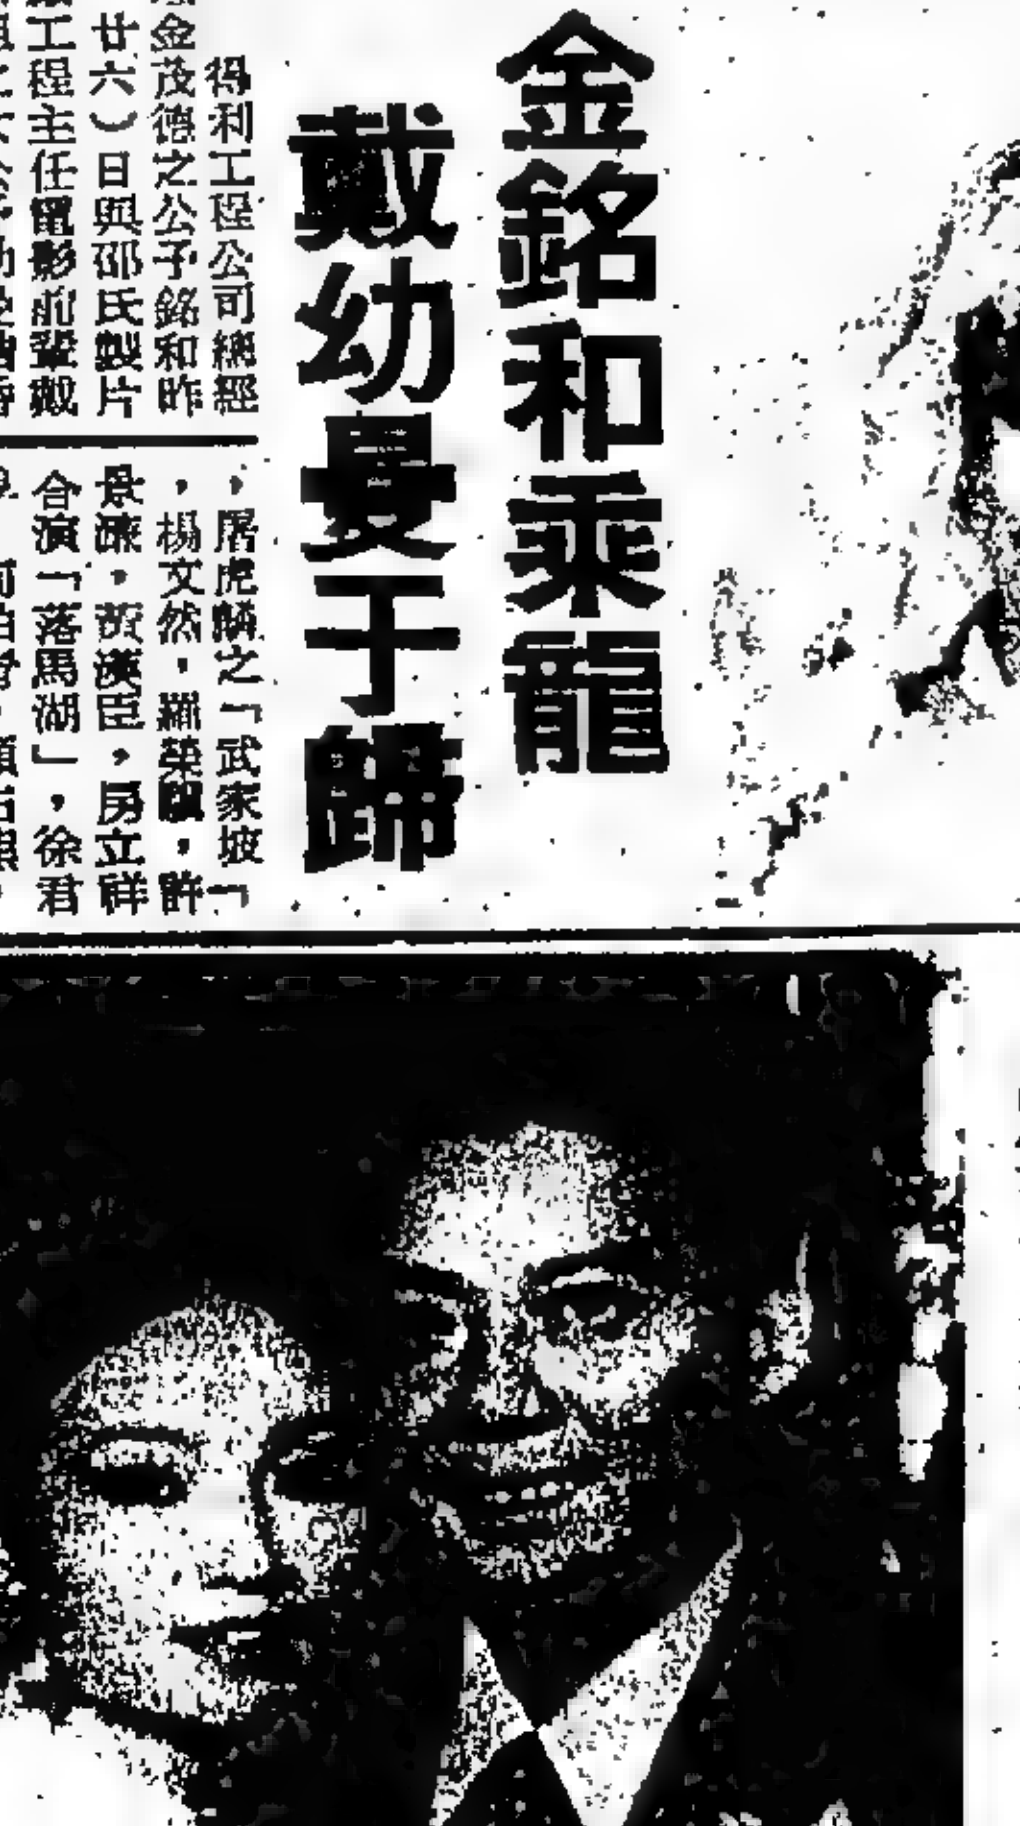 金銘和乘龍
戴幼曼于歸
得利工程公司總經
金茂德之公子銘和昨
廿六）日與邵氏製片
工程主任電影前輩戴
，屠虎麟之「武家坡」
，楊文然，羅榮騏，許
景濂，黃漢臣，房立祥
合演「落馬湖」，徐君